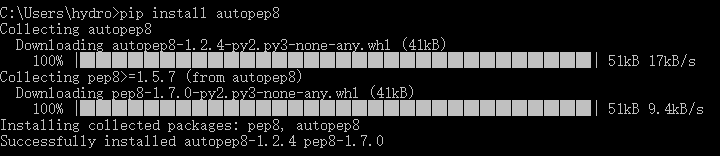 C:\Users\hydro>pip install autopep8
Collecting autopep8
  Downloading autopep8-1.2.4-py2.py3-none-any.whl (41kB)
    100% |████████████████████████████████| 51kB 17kB/s
Collecting pep8>=1.5.7 (from autopep8)
  Downloading pep8-1.7.0-py2.py3-none-any.whl (41kB)
    100% |████████████████████████████████| 51kB 9.4kB/s
Installing collected packages: pep8, autopep8
Successfully installed autopep8-1.2.4 pep8-1.7.0